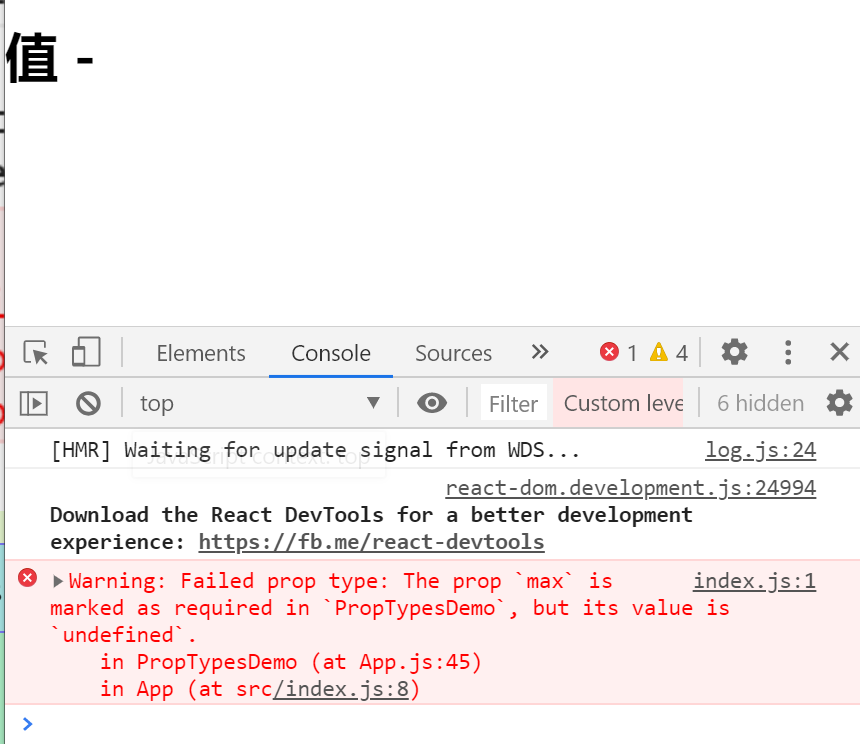 值 -
Elements Console Sources » 1 4
top Filter Custom leve 6 hidden
[HMR] Waiting for update signal from WDS... log.js:24
JavaScript context: top
react-dom.development.js:24994
Download the React DevTools for a better development
experience: https://fb.me/react-devtools
Warning: Failed prop type: The prop `max` is index.js:1
marked as required in `PropTypesDemo`, but its value is
`undefined`.
in PropTypesDemo (at App.js:45)
in App (at src/index.js:8)